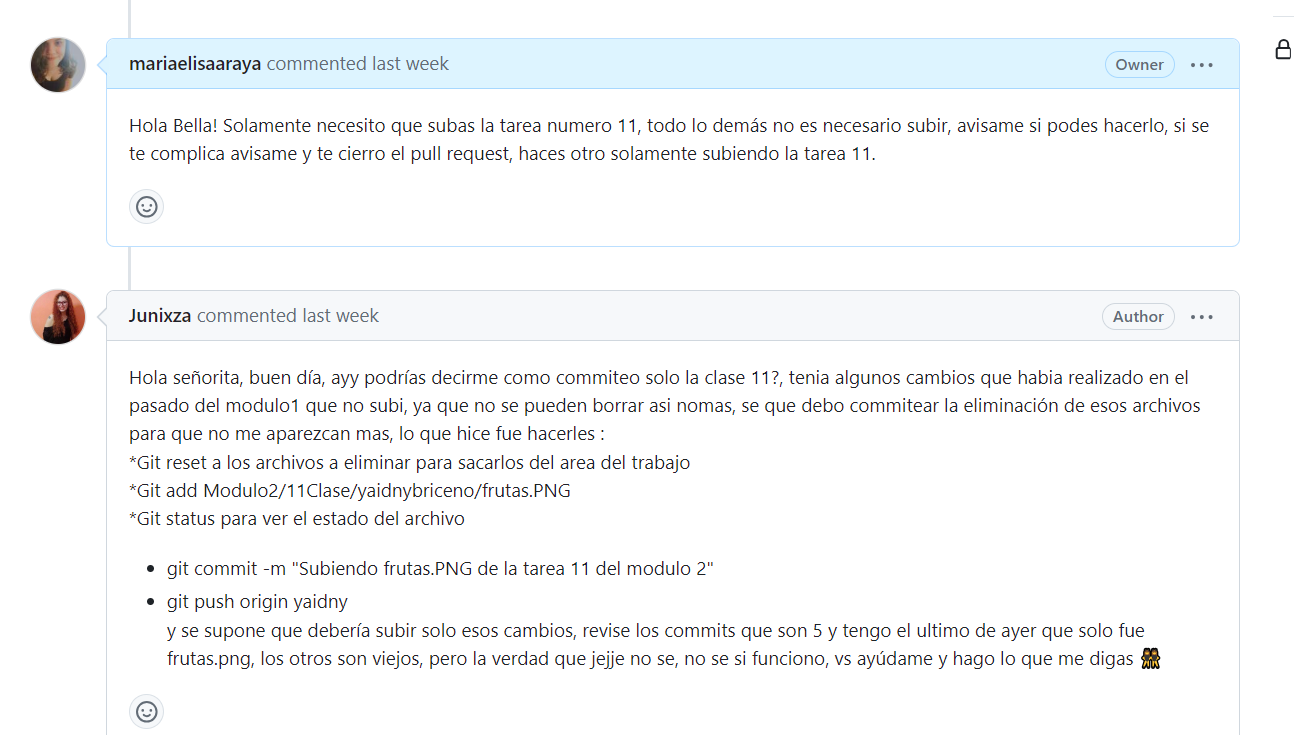 mariaelisaaraya commented last week
Owner
Hola Bella! Solamente necesito que subas la tarea numero 11, todo lo demás no es necesario subir, avisame si podes hacerlo, si se
te complica avisame y te cierro el pull request, haces otro solamente subiendo la tarea 11.
Junixza commented last week
Author
Hola señorita, buen día, ayy podrías decirme como commiteo solo la clase 11?, tenia algunos cambios que habia realizado en el
pasado del modulo1 que no subi, ya que no se pueden borrar asi nomas, se que debo commitear la eliminación de esos archivos
para que no me aparezcan mas, lo que hice fue hacerles :
*Git reset a los archivos a eliminar para sacarlos del area del trabajo
*Git add Modulo2/11Clase/yaidnybriceno/frutas.PNG
*Git status para ver el estado del archivo
• git commit -m "Subiendo frutas.PNG de la tarea 11 del modulo 2"
• git push origin yaidny
y se supone que debería subir solo esos cambios, revise los commits que son 5 y tengo el ultimo de ayer que solo fue
frutas.png, los otros son viejos, pero la verdad que jejje no se, no se si funciono, vs ayúdame y hago lo que me digas 👯